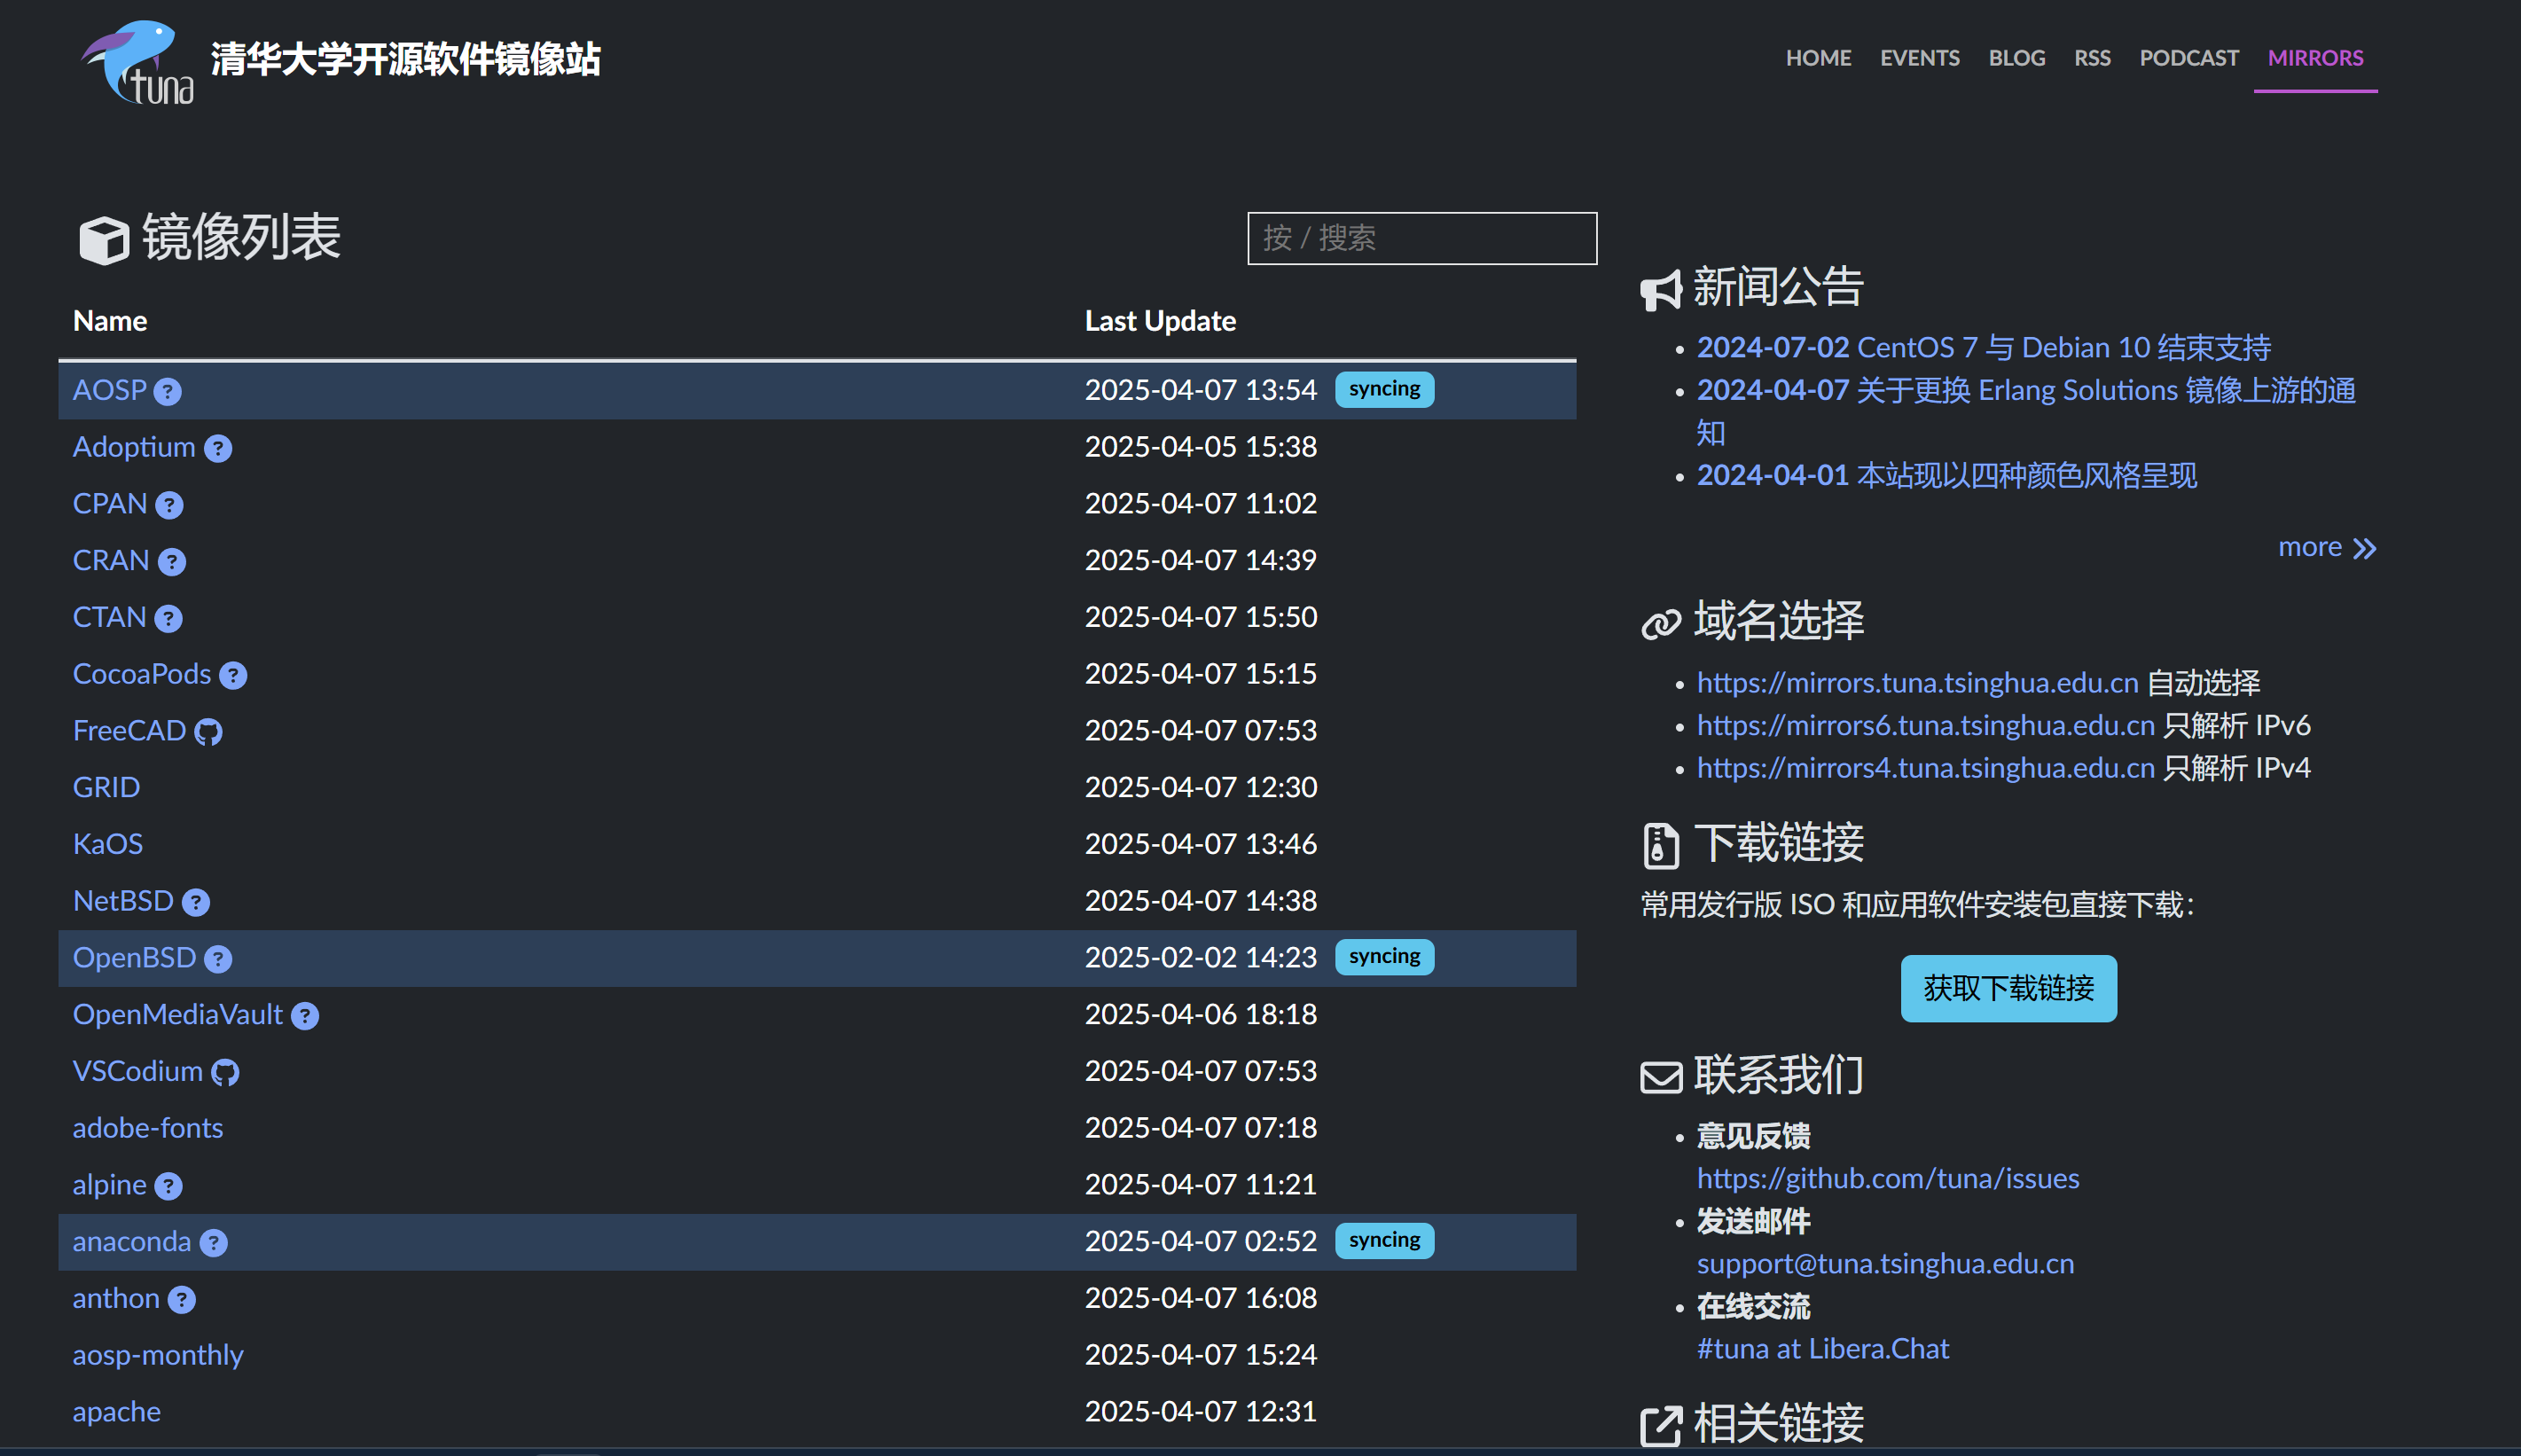 tuna
清华大学开源软件镜像站
HOME EVENTS BLOG RSS PODCAST MIRRORS
镜像列表
按 / 搜索
Name Last Update
AOSP ? 2025-04-07 13:54 syncing
Adoptium ? 2025-04-05 15:38
CPAN ? 2025-04-07 11:02
CRAN ? 2025-04-07 14:39
CTAN ? 2025-04-07 15:50
CocoaPods ? 2025-04-07 15:15
FreeCAD 2025-04-07 07:53
GRID 2025-04-07 12:30
KaOS 2025-04-07 13:46
NetBSD ? 2025-04-07 14:38
OpenBSD ? 2025-02-02 14:23 syncing
OpenMediaVault ? 2025-04-06 18:18
VSCodium 2025-04-07 07:53
adobe-fonts 2025-04-07 07:18
alpine ? 2025-04-07 11:21
anaconda ? 2025-04-07 02:52 syncing
anthon ? 2025-04-07 16:08
aosp-monthly 2025-04-07 15:24
apache 2025-04-07 12:31
新闻公告
2024-07-02 CentOS 7 与 Debian 10 结束支持
2024-04-07 关于更换 Erlang Solutions 镜像上游的通
知
2024-04-01 本站现以四种颜色风格呈现
more
域名选择
https://mirrors.tuna.tsinghua.edu.cn 自动选择
https://mirrors6.tuna.tsinghua.edu.cn 只解析 IPv6
https://mirrors4.tuna.tsinghua.edu.cn 只解析 IPv4
下载链接
常用发行版 ISO 和应用软件安装包直接下载：
获取下载链接
联系我们
意见反馈
https://github.com/tuna/issues
发送邮件
support@tuna.tsinghua.edu.cn
在线交流
#tuna at Libera.Chat
相关链接